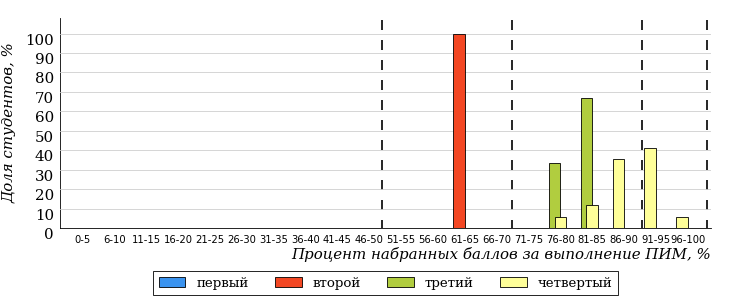 Доля студентов, %
100
90
80
70
60
50
40
30
20
10
0
0-5 6-10 11-15 16-20 21-25 26-30 31-35 36-40 41-45 46-50 51-55 56-60 61-65 66-70 71-75 76-80 81-85 86-90 91-95 96-100
Процент набранных баллов за выполнение ПИМ, %
первый второй третий четвертый